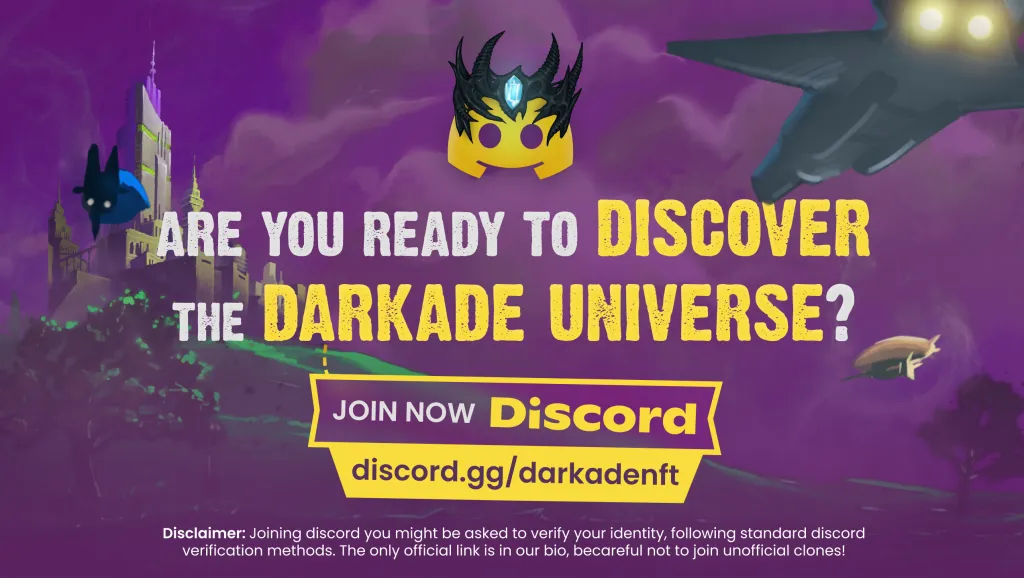 ARE YOU READY TO DISCOVER
THE DARKADE UNIVERSE?
JOIN NOW Discord
discord.gg/darkadenft
Disclaimer: Joining discord you might be asked to verify your identity, following standard discord
verification methods. The only official link is in our bio, becareful not to join unofficial clones!